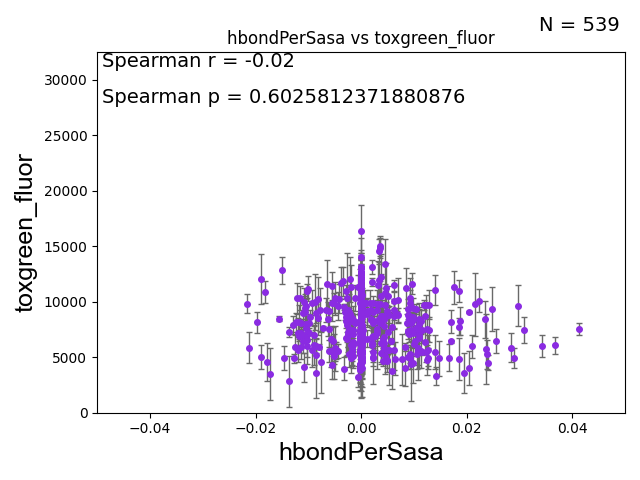 N = 539
hbondPerSasa vs toxgreen_fluor
Spearman r = -0.02
Spearman p = 0.6025812371880876
30000
25000
20000
15000
10000
5000
0
toxgreen_fluor
−0.04 −0.02 0.00 0.02 0.04
hbondPerSasa